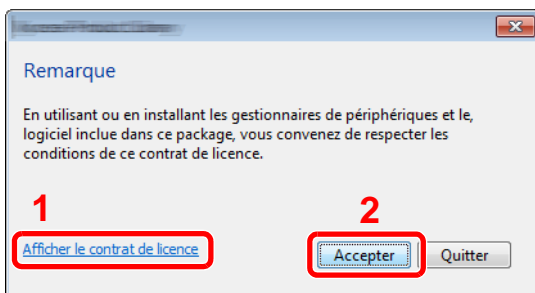 Remarque
En utilisant ou en installant les gestionnaires de périphériques et le,
logiciel inclue dans ce package, vous convenez de respecter les
conditions de ce contrat de licence.
1
2
Afficher le contrat de licence
Accepter
Quitter